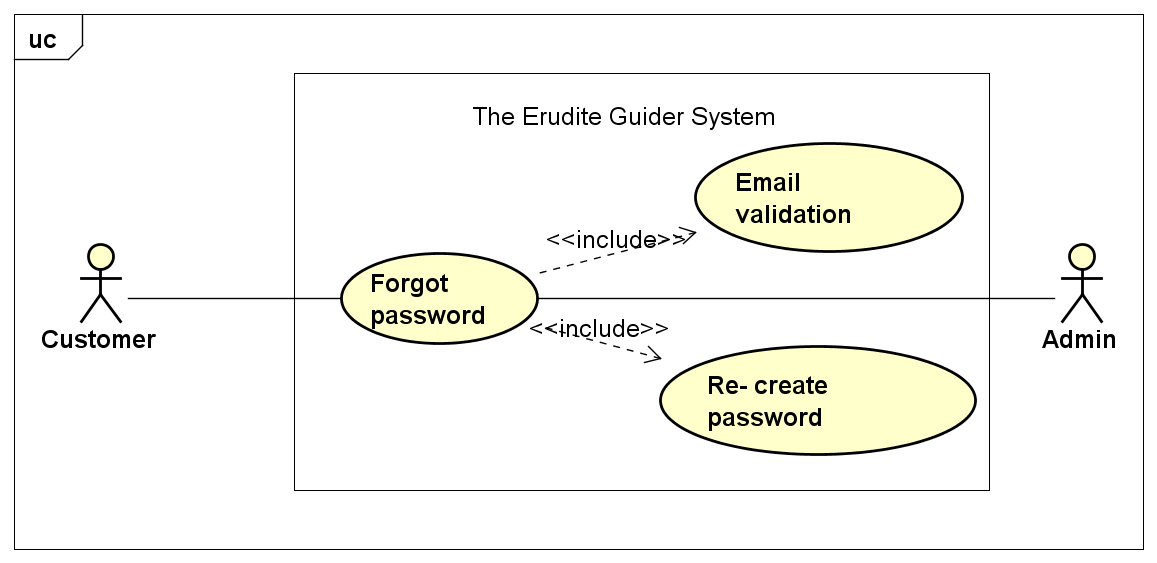 uc
The Erudite Guider System
Email
validation
<<include>>
Forgot
password
<<include>>
Customer
Admin
Re- create
password